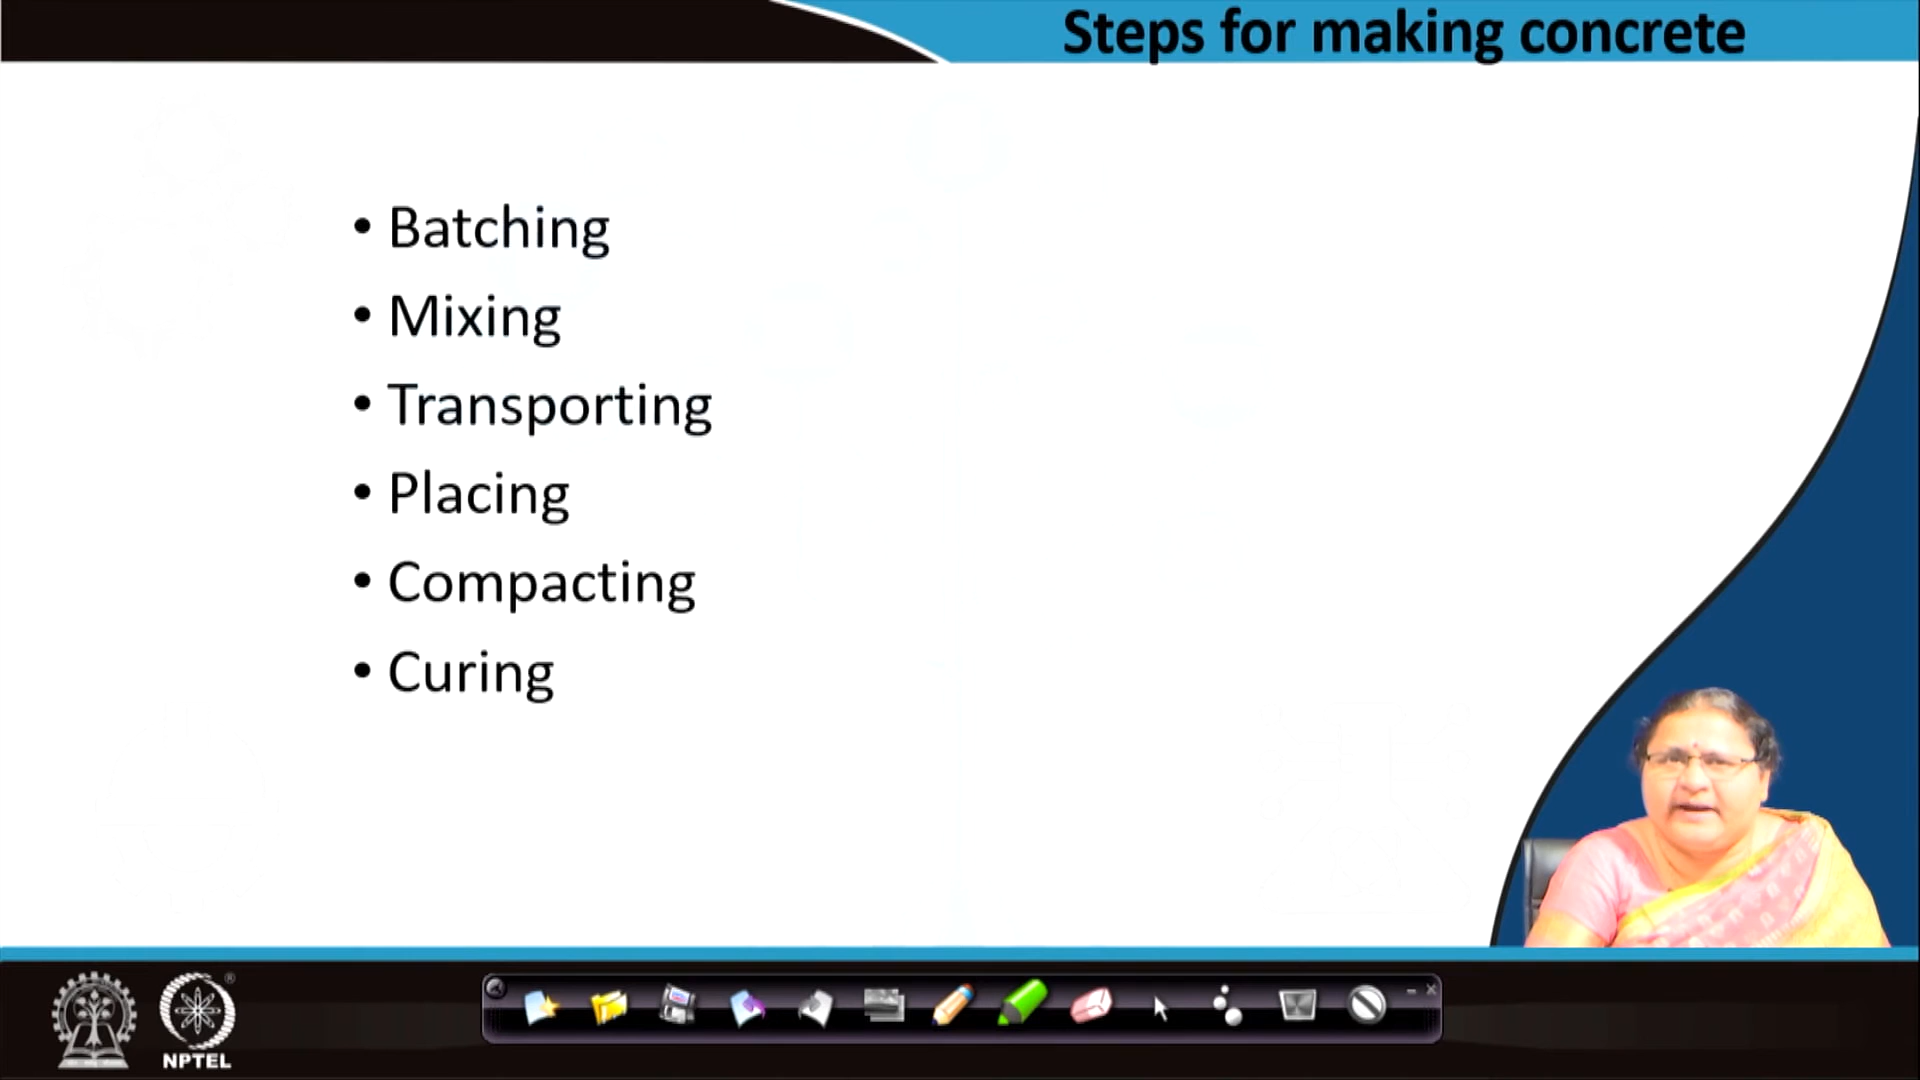 Steps for making concrete
• Batching
• Mixing
• Transporting
• Placing
• Compacting
• Curing
®
NPTEL